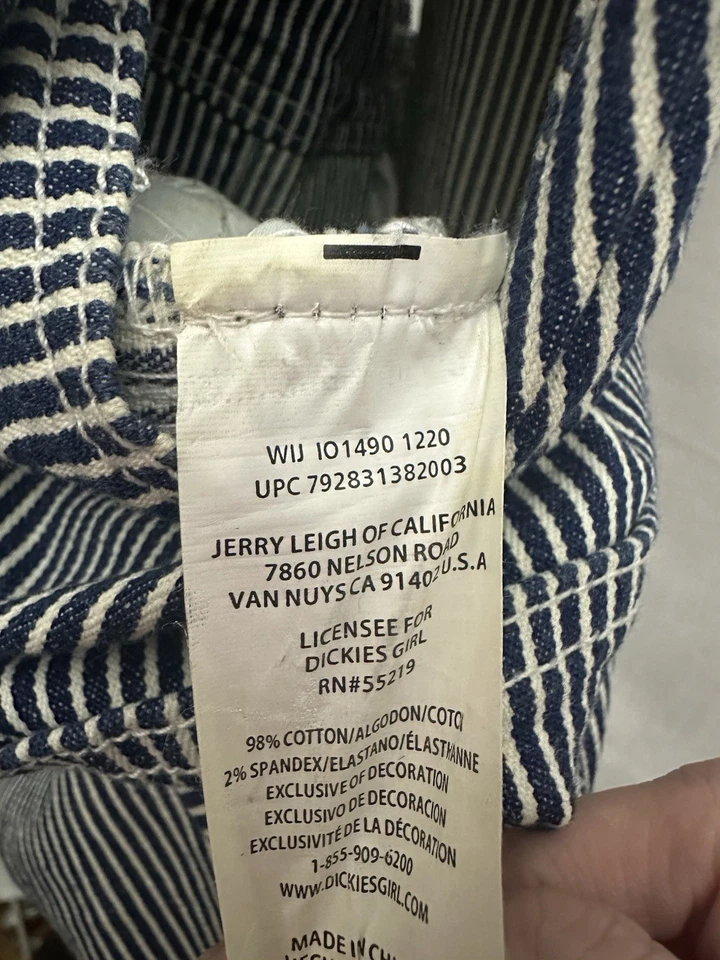 WIJ IO1490 1220
UPC 792831382003
JERRY LEIGH OF CALIFORNIA
7860 NELSON ROAD
VAN NUYS CA 91402 U.S.A
LICENSEE FOR
DICKIES GIRL
RN#55219
98% COTTON/ALGODON/COTO
2% SPANDEX/ELASTANO/ÉLASTHANNE
EXCLUSIVE OF DECORATION
EXCLUSIVO DE DECORACION
EXCLUSIVITÉ DE LA DÉCORATION
1-855-909-6200
WWW.DICKIESGIRL.COM
MADE IN CHI